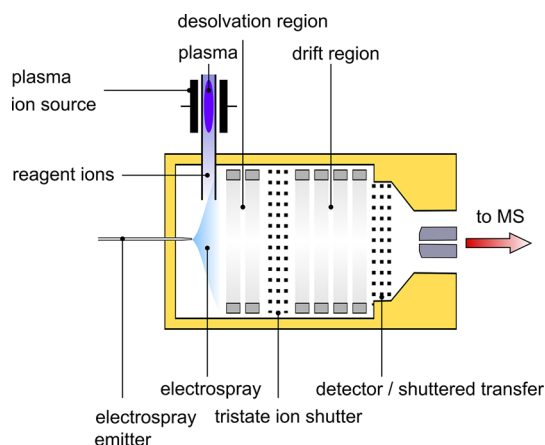 desolvation region
plasma
drift region
plasma
ion source
reagent ions
to MS
electrospray
detector / shuttered transfer
electrospray
emitter
tristate ion shutter